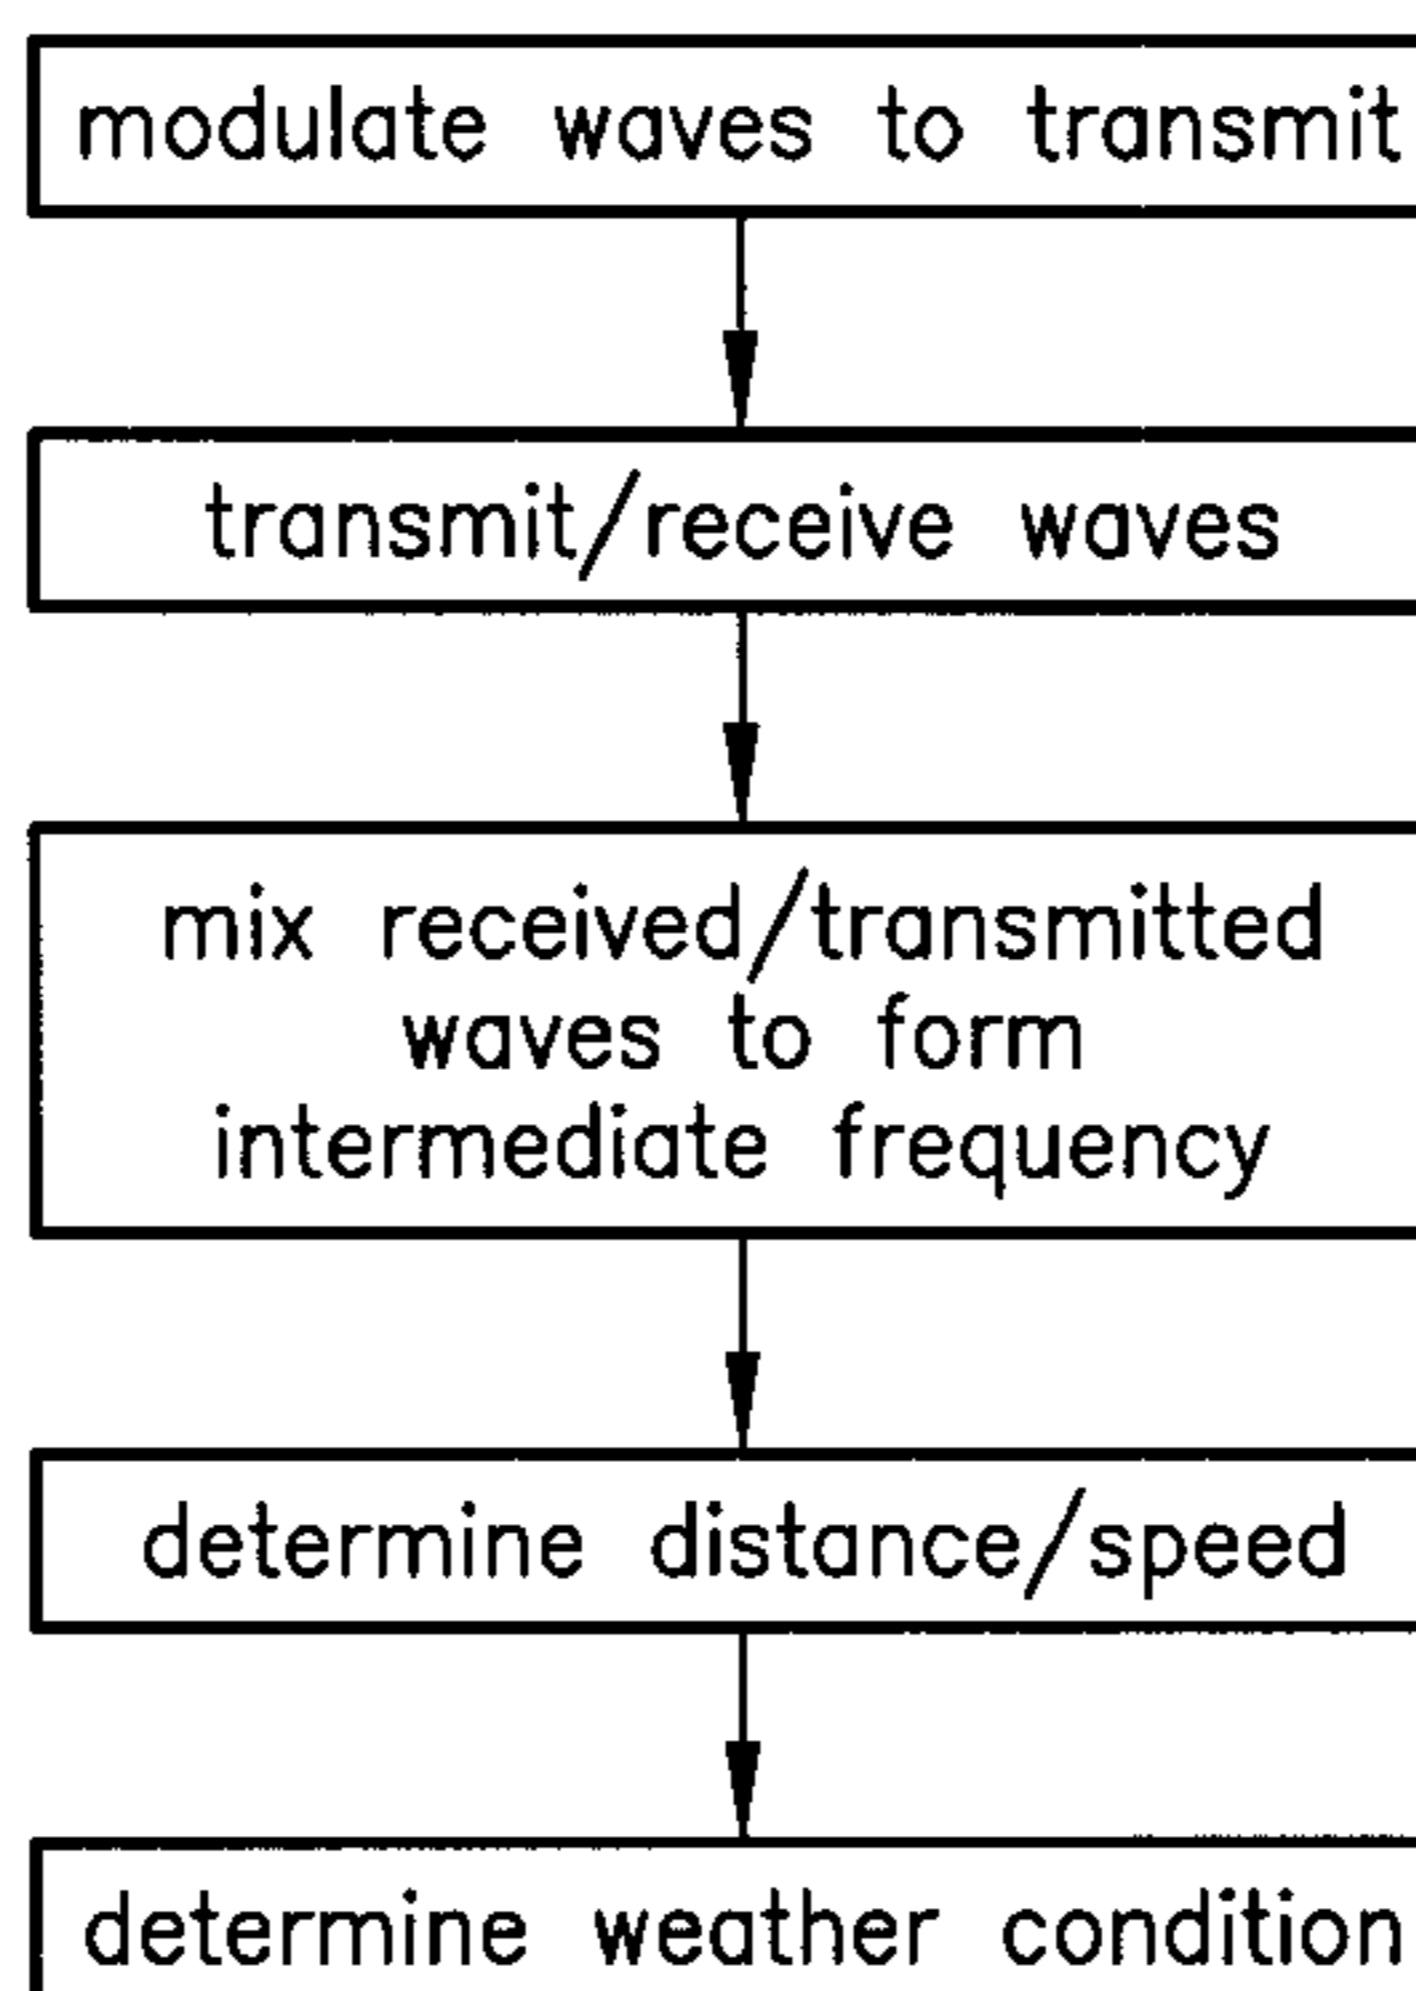 modulate waves to transmit
transmit/receive waves
mix received/transmitted
waves to form
intermediate frequency
determine distance/speed
determine weather condition